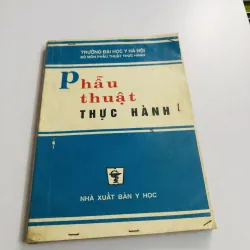 TRƯỜNG ĐẠI HỌC Y HÀ NỘI
BỘ MÔN PHẪU THUẬT THỰC HÀNH
Phẫu
thuật
THỰC HÀNH
NHÀ XUẤT BẢN Y HỌC